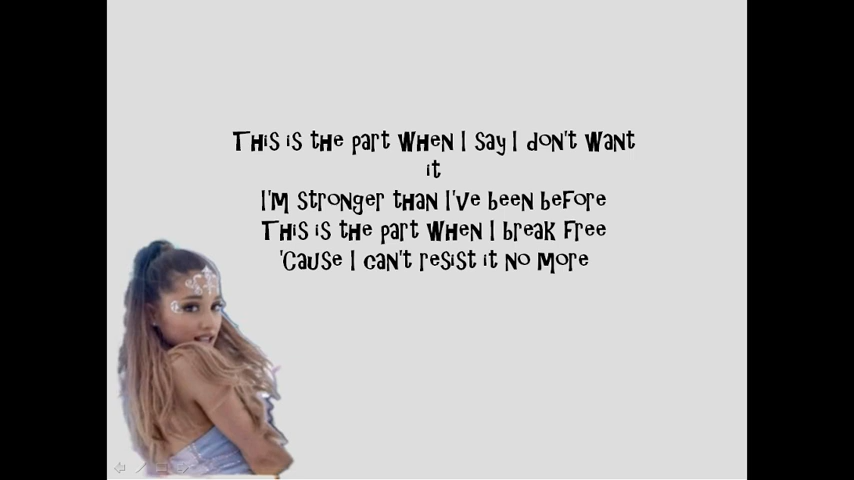 This is the part when I say I don't want
it
I'm stronger than I've been before
This is the part when I break free
'Cause I can't resist it no more